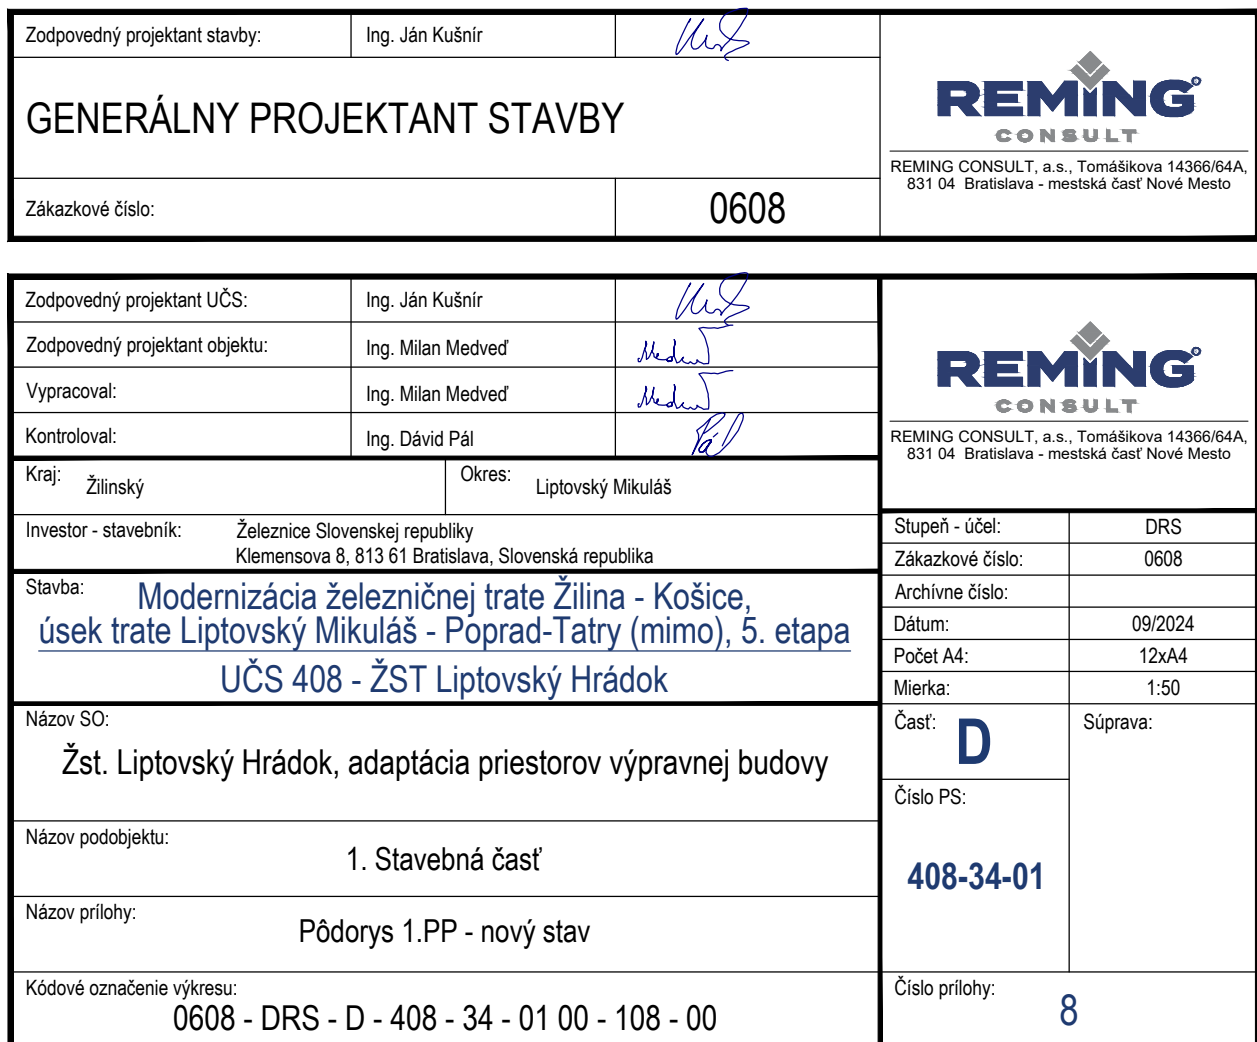 Zodpovedný projektant stavby: Ing. Ján Kušnír
GENERÁLNY PROJEKTANT STAVBY
Zákazkové číslo: 0608
REMING
CONSULT
REMING CONSULT, a.s., Tomášikova 14366/64A,
831 04 Bratislava - mestská časť Nové Mesto
Zodpovedný projektant UČS: Ing. Ján Kušnír
Zodpovedný projektant objektu: Ing. Milan Medveď
Vypracoval: Ing. Milan Medveď
Kontroloval: Ing. Dávid Pál
REMING
CONSULT
REMING CONSULT, a.s., Tomášikova 14366/64A,
831 04 Bratislava - mestská časť Nové Mesto
Kraj: Žilinský Okres: Liptovský Mikuláš
Investor - stavebník: Železnice Slovenskej republiky
Klemensova 8, 813 61 Bratislava, Slovenská republika
Stavba: Modernizácia železničnej trate Žilina - Košice,
úsek trate Liptovský Mikuláš - Poprad-Tatry (mimo), 5. etapa
UČS 408 - ŽST Liptovský Hrádok
Stupeň - účel: DRS
Zákazkové číslo: 0608
Archívne číslo:
Dátum: 09/2024
Počet A4: 12xA4
Mierka: 1:50
Názov SO:
Žst. Liptovský Hrádok, adaptácia priestorov výpravnej budovy
Časť: D
Súprava:
Číslo PS:
408-34-01
Názov podobjektu:
1. Stavebná časť
Názov prílohy:
Pôdorys 1.PP - nový stav
Kódové označenie výkresu:
0608 - DRS - D - 408 - 34 - 01 00 - 108 - 00
Číslo prílohy: 8